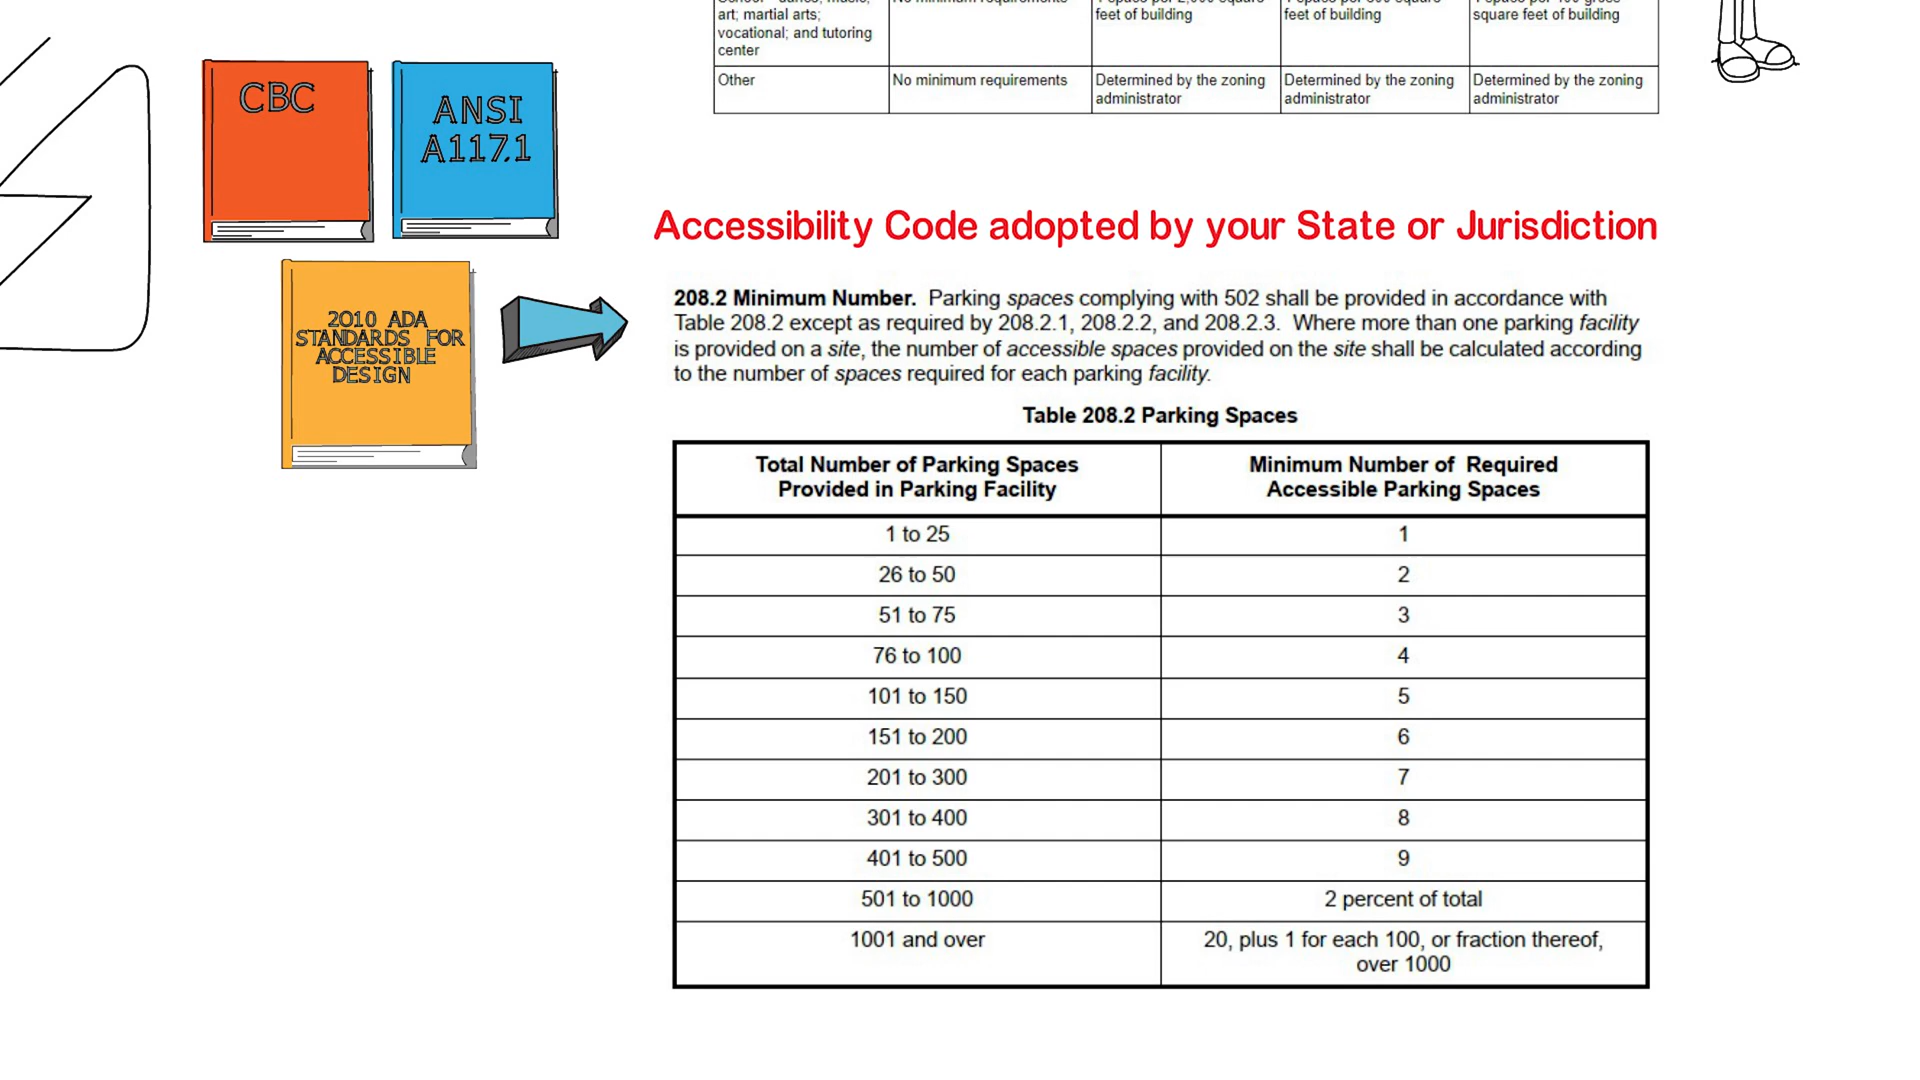 art; martial arts;
vocational; and tutoring
center
feet of building
feet of building
square feet of building
Other
No minimum requirements
Determined by the zoning
administrator
Determined by the zoning
administrator
Determined by the zoning
administrator
CBC
ANSI
A117.1
2010 ADA
STANDARDS FOR
ACCESSIBLE
DESIGN
Accessibility Code adopted by your State or Jurisdiction
208.2 Minimum Number. Parking spaces complying with 502 shall be provided in accordance with
Table 208.2 except as required by 208.2.1, 208.2.2, and 208.2.3. Where more than one parking facility
is provided on a site, the number of accessible spaces provided on the site shall be calculated according
to the number of spaces required for each parking facility.
Table 208.2 Parking Spaces
Total Number of Parking Spaces
Provided in Parking Facility
Minimum Number of Required
Accessible Parking Spaces
1 to 25
1
26 to 50
2
51 to 75
3
76 to 100
4
101 to 150
5
151 to 200
6
201 to 300
7
301 to 400
8
401 to 500
9
501 to 1000
2 percent of total
1001 and over
20, plus 1 for each 100, or fraction thereof,
over 1000